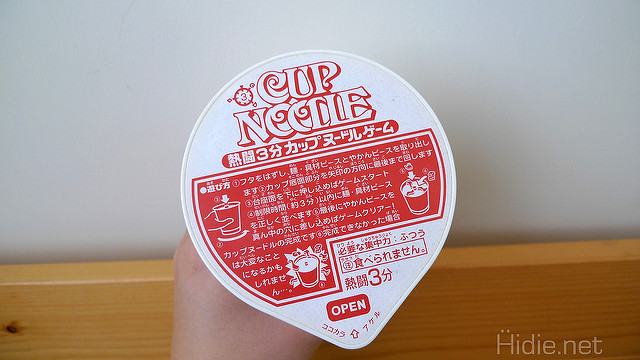 CUP
NOODLE
熱闘3分カップヌードルゲーム
●遊び方 ①フタをはずし、麺・具材ピースとやかんピースを取り出し
ます②カップ底面部分を矢印の方向に最後まで回します
③台座面を下に押し込めばゲームスタート
④制限時間(約3分)以内に麺・具材ピース
を正しく並べます⑤最後にやかんピースを
真ん中の穴に差し込めばゲームクリアー!
カップヌードルの完成です⑥完成できなかった場合
は大変なこと
になるかも
しれませ
ん…。
必要な集中力:ふつう
注食べられません。
熱闘3分
OPEN
ココカラ アケル
Hidie.net